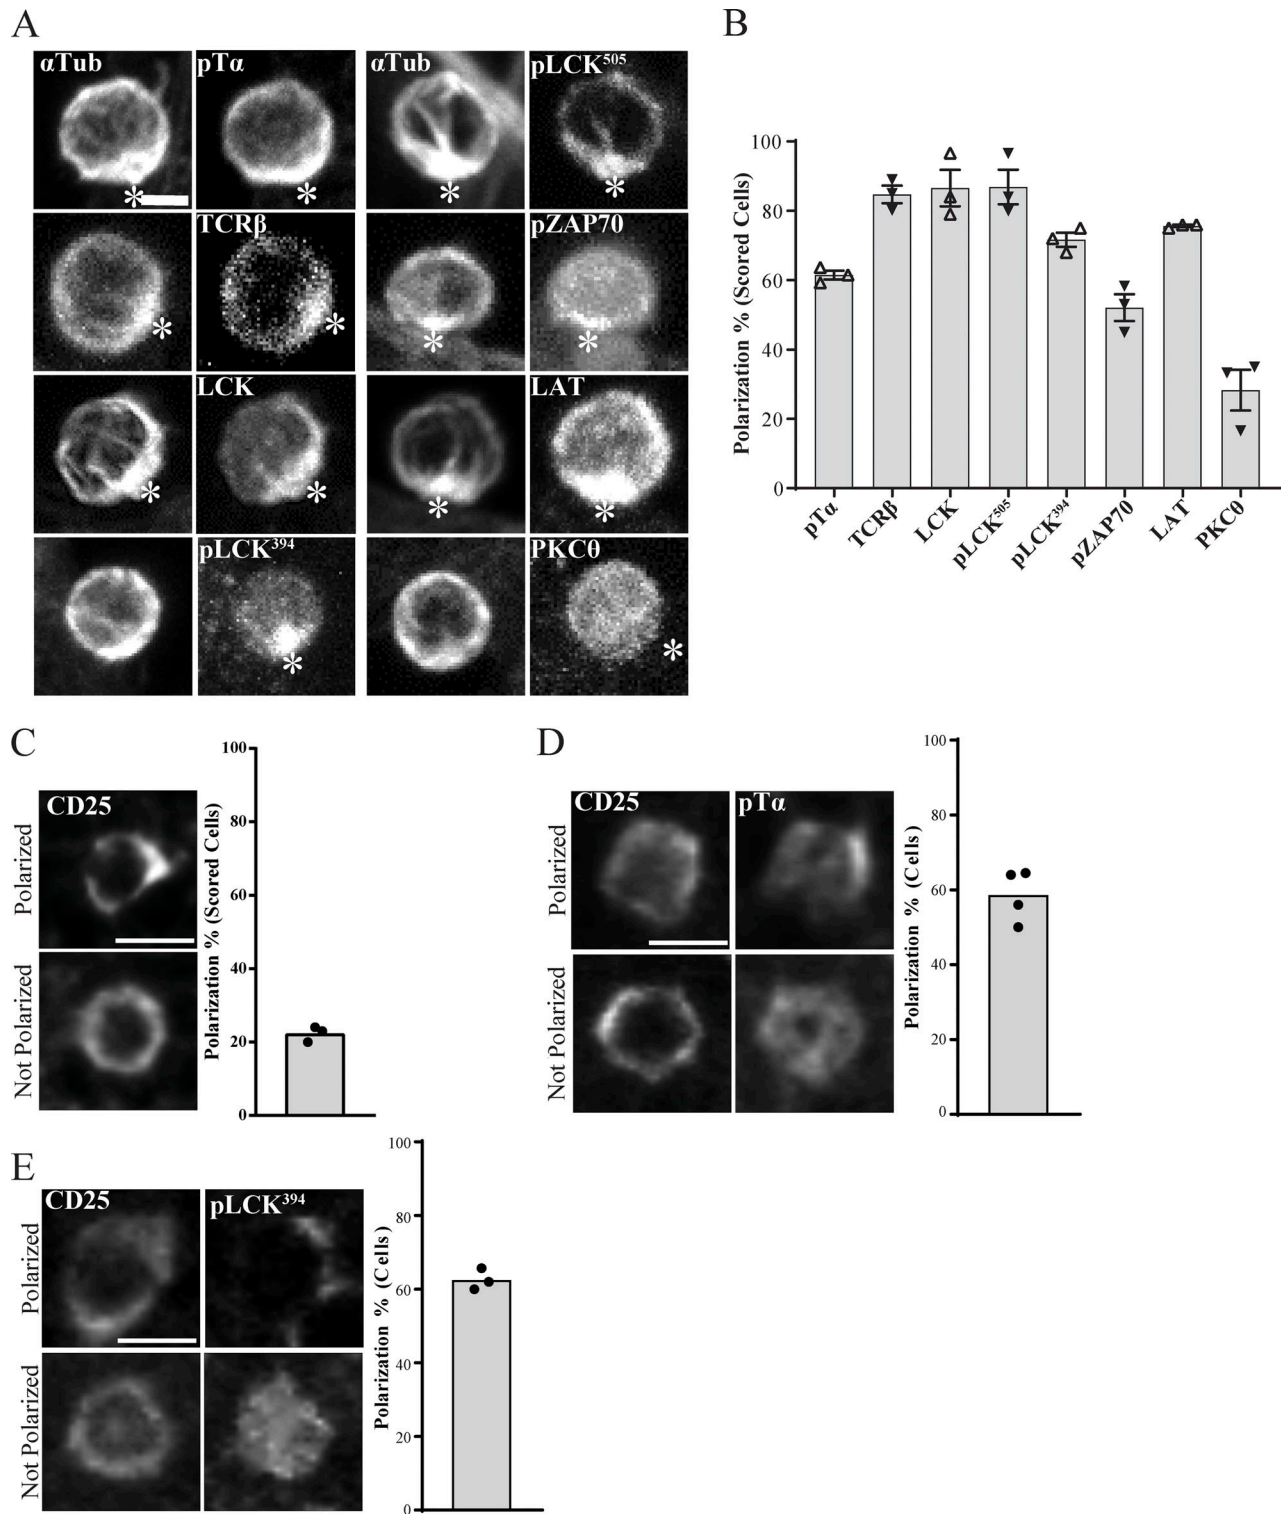 A
αTub pTα αTub pLCK⁵⁰⁵
* * * *
TCRβ pZAP70
* * * *
LCK LAT
* * * *
pLCK³⁹⁴ PKCθ
* *
B
Polarization % (Scored Cells)
100
80
60
40
20
0
pTα TCRβ LCK pLCK⁵⁰⁵ pLCK³⁹⁴ pZAP70 LAT PKCθ
C
CD25
Polarized
Not Polarized
Polarization % (Scored Cells)
100
80
60
40
20
0
D
CD25 pTα
Polarized
Not Polarized
Polarization % (Cells)
100
80
60
40
20
0
E
CD25 pLCK³⁹⁴
Polarized
Not Polarized
Polarization % (Cells)
100
80
60
40
20
0